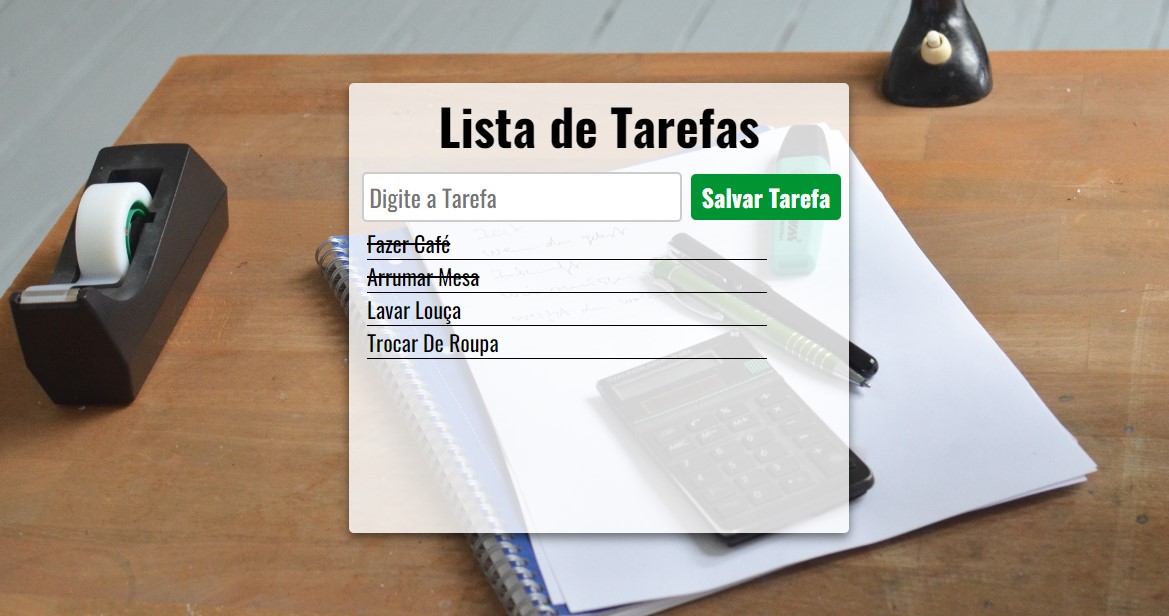 Lista de Tarefas
Digite a Tarefa
Salvar Tarefa
Fazer Café
Arrumar Mesa
Lavar Louça
Trocar De Roupa